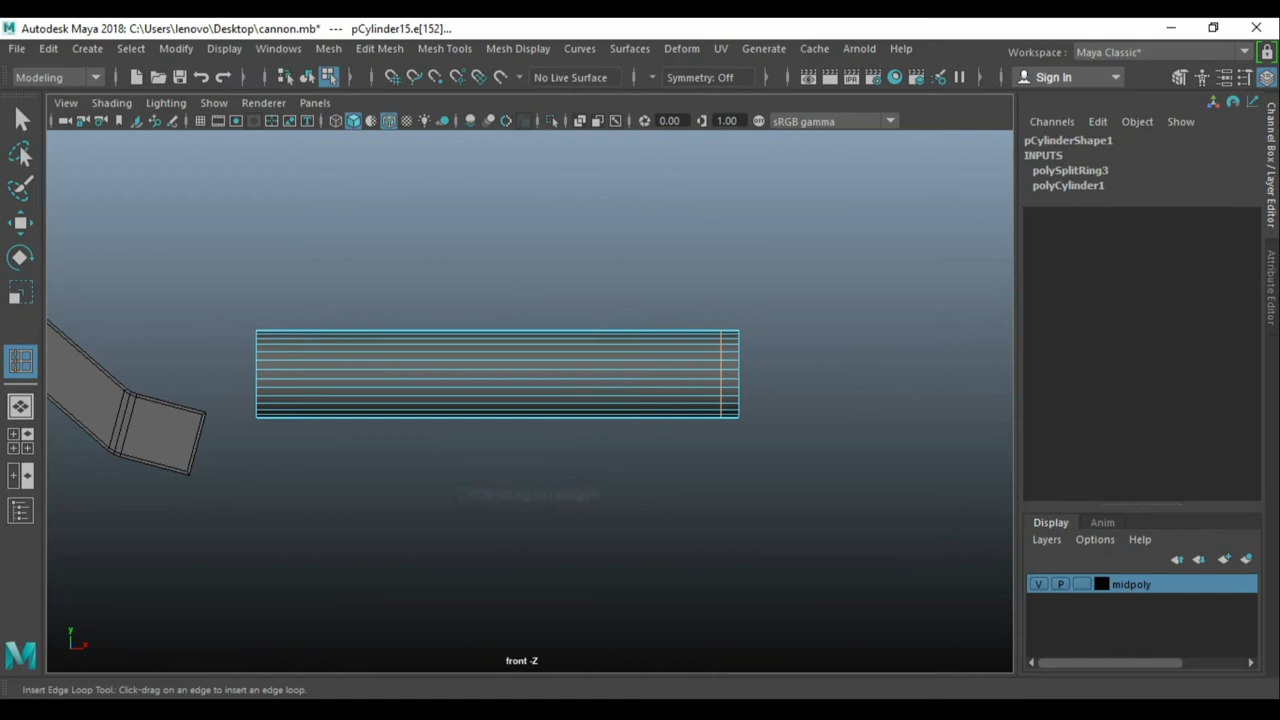 Autodesk Maya 2018: C:\Users\lenovo\Desktop\cannon.mb* --- pCylinder15.e[152]...
File Edit Create Select Modify Display Windows Mesh Edit Mesh Mesh Tools Mesh Display Curves Surfaces Deform UV Generate Cache Arnold Help Workspace : Maya Classic*
Modeling No Live Surface Symmetry: Off Sign In
View Shading Lighting Show Renderer Panels
0.00 1.00 sRGB gamma
Channels Edit Object Show
pCylinderShape1
INPUTS
polySplitRing3
polyCylinder1
Channel Box / Layer Editor
Attribute Editor
Display Anim
Layers Options Help
V P midpoly
y
x
front -Z
Insert Edge Loop Tool: Click-drag on an edge to insert an edge loop.